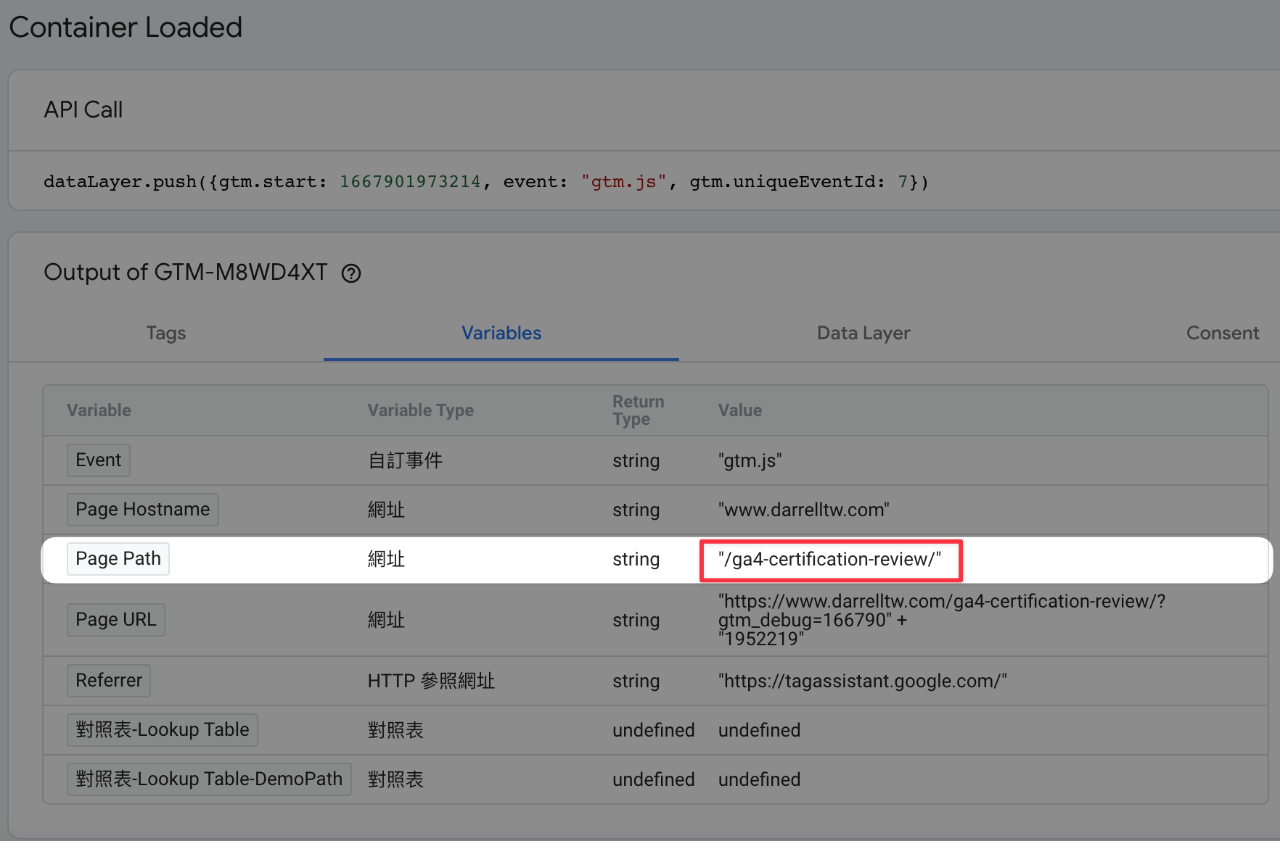 Container Loaded
API Call
dataLayer.push({gtm.start: 1667901973214, event: "gtm.js", gtm.uniqueEventId: 7})
Output of GTM-M8WD4XT ?
Tags Variables Data Layer Consent
Variable Variable Type Return Type Value
Event 自訂事件 string "gtm.js"
Page Hostname 網址 string "www.darrelltw.com"
Page Path 網址 string "/ga4-certification-review/"
Page URL 網址 string "https://www.darrelltw.com/ga4-certification-review/?
gtm_debug=166790" +
"1952219"
Referrer HTTP 參照網址 string "https://tagassistant.google.com/"
對照表-Lookup Table 對照表 undefined undefined
對照表-Lookup Table-DemoPath 對照表 undefined undefined